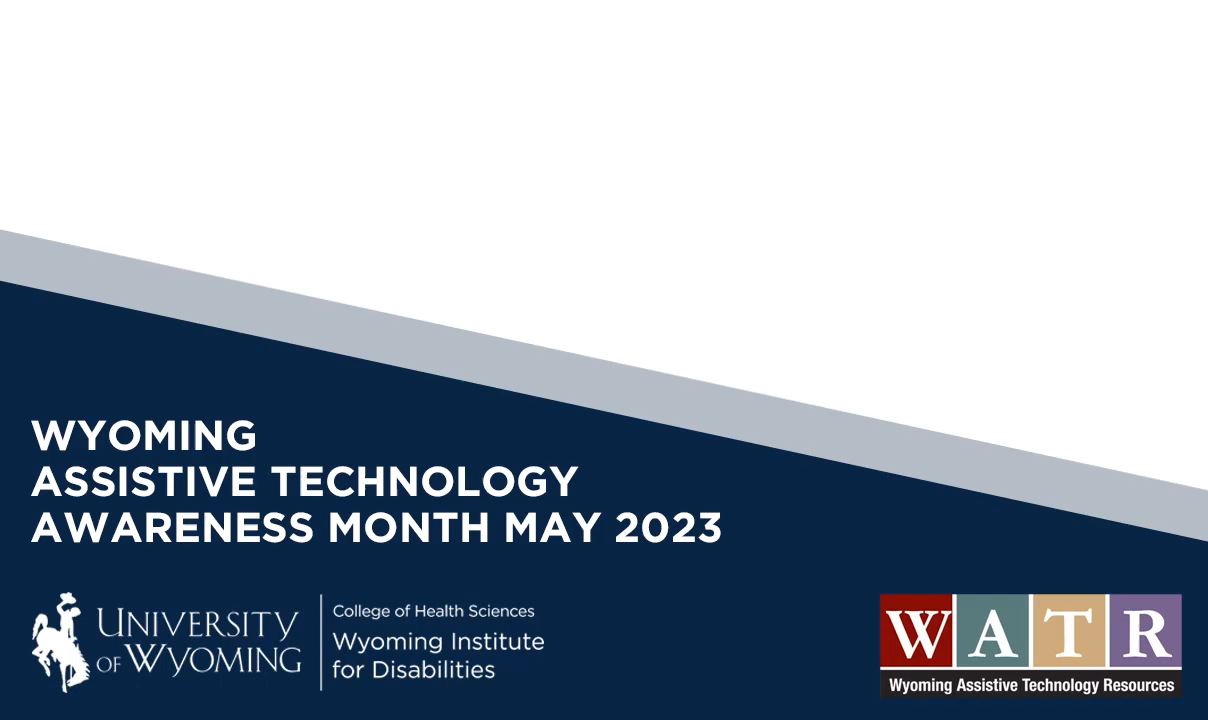 WYOMING
ASSISTIVE TECHNOLOGY
AWARENESS MONTH MAY 2023
UNIVERSITY
OF WYOMING
College of Health Sciences
Wyoming Institute
for Disabilities
WATR
Wyoming Assistive Technology Resources